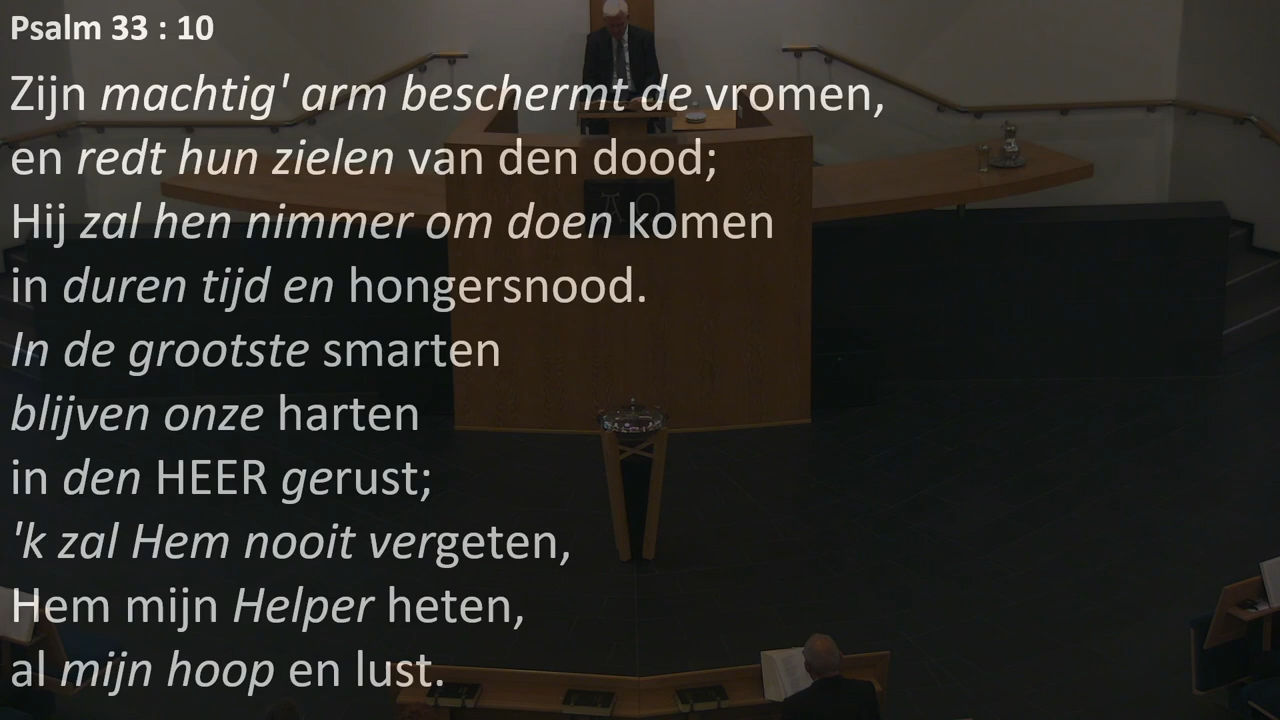 Psalm 33 : 10
Zijn machtig' arm beschermt de vromen,
en redt hun zielen van den dood;
Hij zal hen nimmer om doen komen
in duren tijd en hongersnood.
In de grootste smarten
blijven onze harten
in den HEER gerust;
'k zal Hem nooit vergeten,
Hem mijn Helper heten,
al mijn hoop en lust.